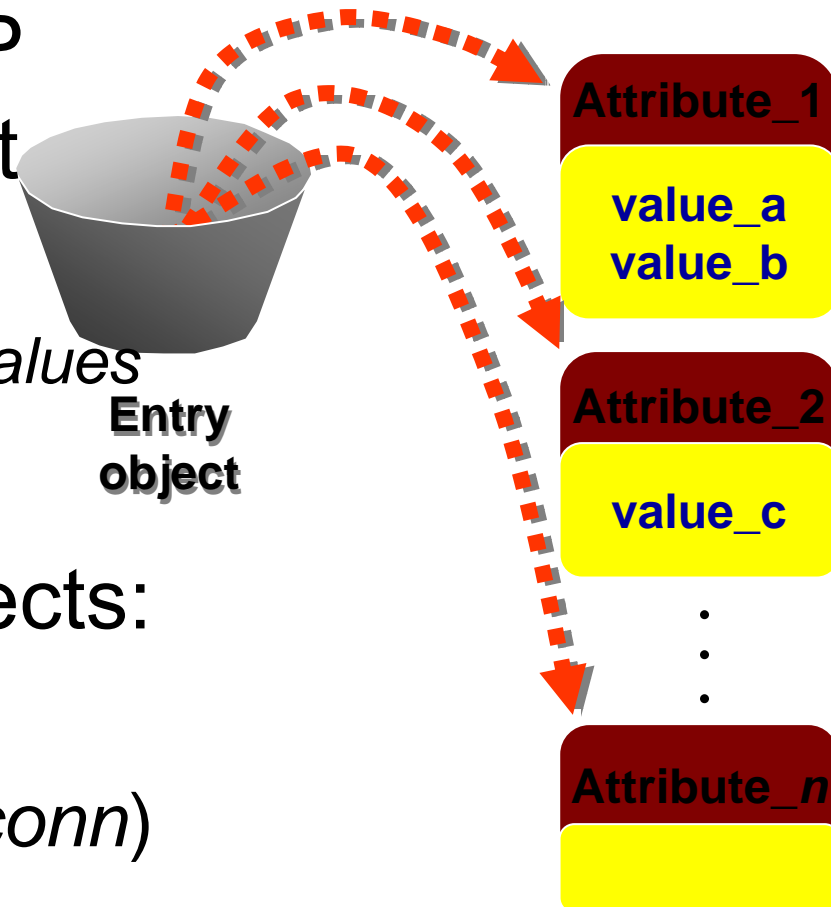 P
t
alues
Entry
object
ects:
conn)
Attribute_1
value_a
value_b
Attribute_2
value_c
.
.
.
Attribute_n